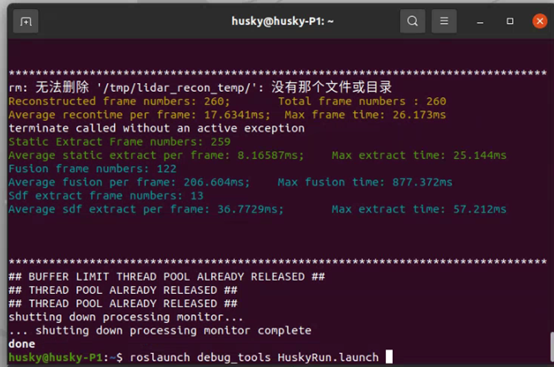 husky@husky-P1: ~
********************************************************************************
rm: 无法删除 '/tmp/lidar_recon_temp/': 没有那个文件或目录
Reconstructed frame numbers: 260; Total frame numbers : 260
Average recontime per frame: 17.6341ms; Max frame time: 26.173ms
terminate called without an active exception
Static Extract Frame numbers: 259
Average static extract per frame: 8.16587ms; Max extract time: 25.144ms
Fusion frame numbers: 122
Average fusion per frame: 206.604ms; Max fusion time: 877.372ms
Sdf extract frame numbers: 13
Average sdf extract per frame: 36.7729ms; Max extract time: 57.212ms
********************************************************************************
## BUFFER LIMIT THREAD POOL ALREADY RELEASED ##
## THREAD POOL ALREADY RELEASED ##
## THREAD POOL ALREADY RELEASED ##
shutting down processing monitor...
... shutting down processing monitor complete
done
husky@husky-P1:~$ roslaunch debug_tools HuskyRun.launch